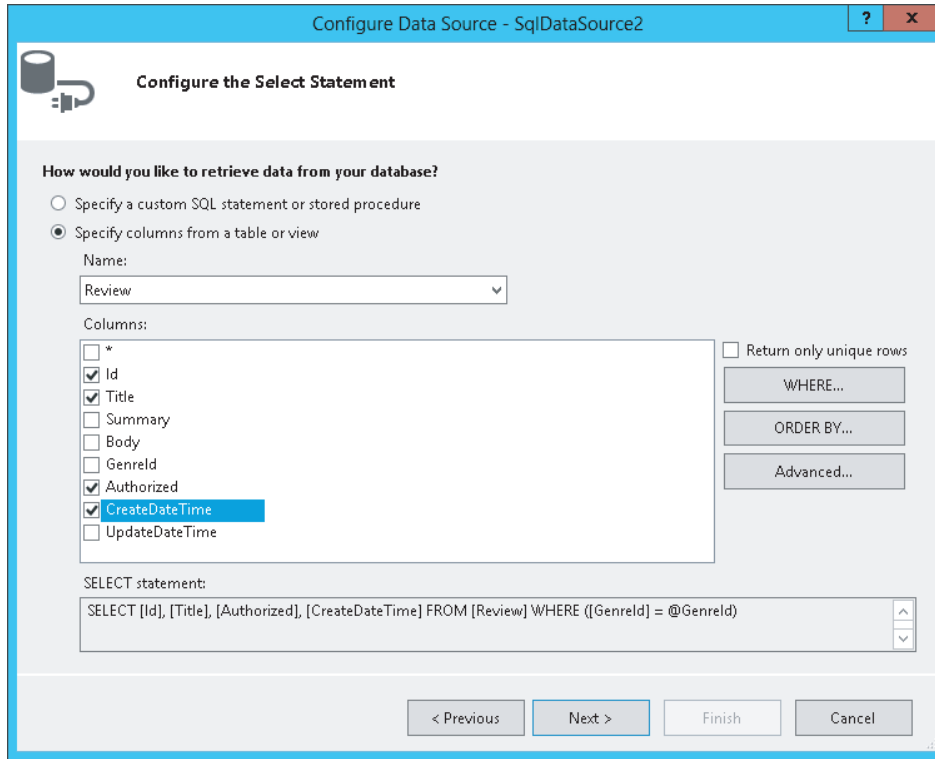 Configure Data Source - SqlDataSource2
? x
Configure the Select Statement
How would you like to retrieve data from your database?
Specify a custom SQL statement or stored procedure
Specify columns from a table or view
Name:
Review
Columns:
*
Return only unique rows
Id
WHERE...
Title
Summary
ORDER BY...
Body
GenreId
Advanced...
Authorized
CreateDateTime
UpdateDateTime
SELECT statement:
SELECT [Id], [Title], [Authorized], [CreateDateTime] FROM [Review] WHERE ([GenreId] = @GenreId)
< Previous Next > Finish Cancel